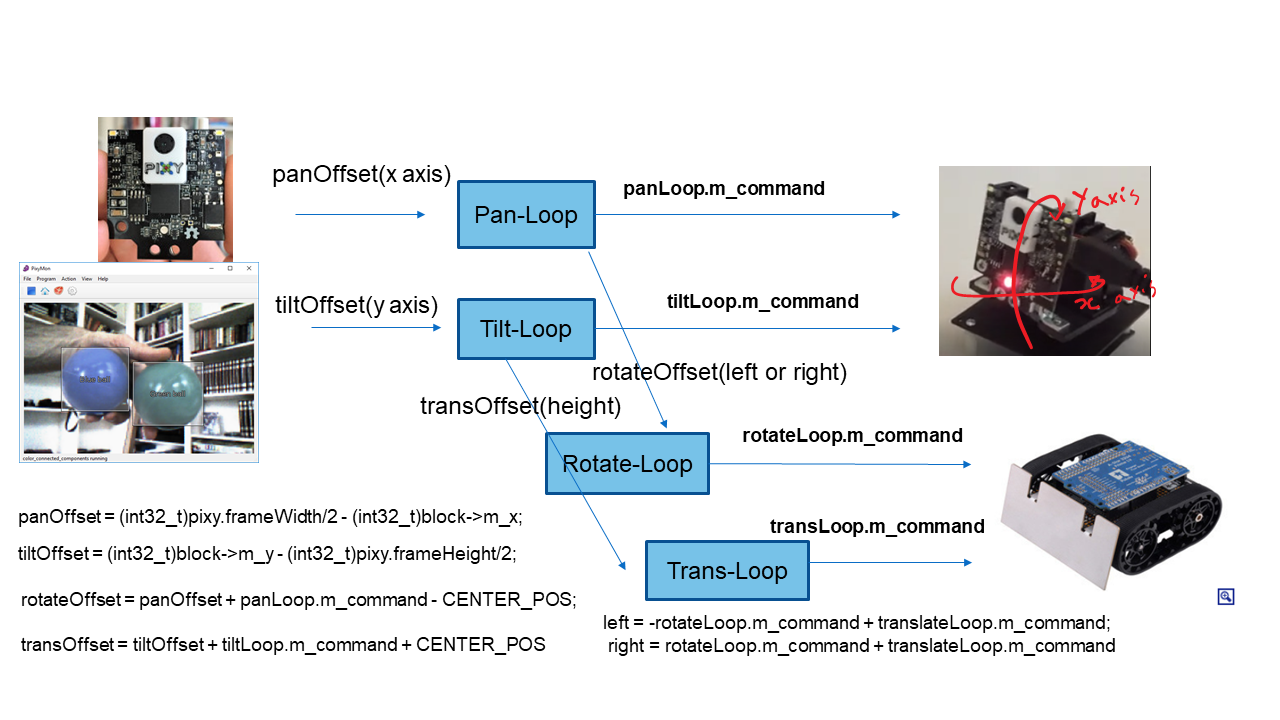 PIXY
panOffset(x axis)
Pan-Loop
panLoop.m_command
Y axis
PIXY
x axis
PixyMon
File Program Action View Help
tiltOffset(y axis)
Tilt-Loop
tiltLoop.m_command
Blue ball
Green ball
color_connected_components running
rotateOffset(left or right)
transOffset(height)
Rotate-Loop
rotateLoop.m_command
Trans-Loop
transLoop.m_command
panOffset = (int32_t)pixy.frameWidth/2 - (int32_t)block->m_x;
tiltOffset = (int32_t)block->m_y - (int32_t)pixy.frameHeight/2;
rotateOffset = panOffset + panLoop.m_command - CENTER_POS;
transOffset = tiltOffset + tiltLoop.m_command + CENTER_POS
left = -rotateLoop.m_command + translateLoop.m_command;
right = rotateLoop.m_command + translateLoop.m_command